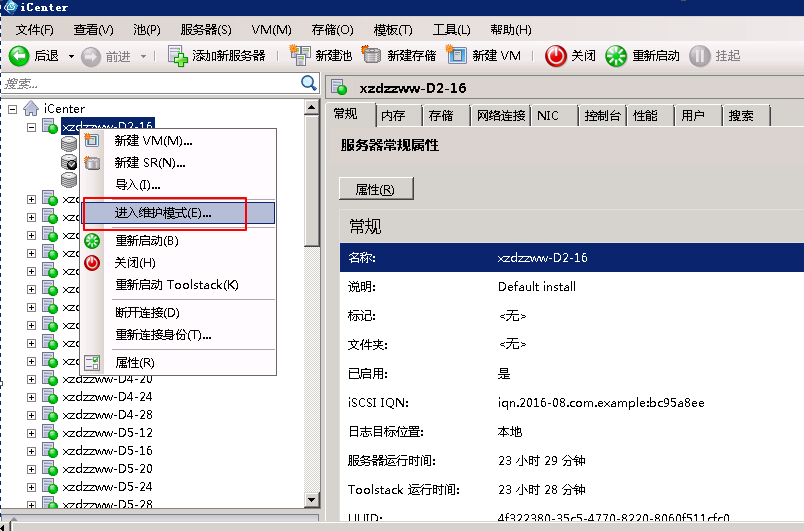 iCenter
文件(F) 查看(V) 池(P) 服务器(S) VM(M) 存储(O) 模板(T) 工具(L) 帮助(H)
后退 前进 添加新服务器 新建池 新建存储 新建 VM 关闭 重新启动 挂起
搜索...
xzdzzww-D2-16
iCenter
xzdzzww-D2-16
新建 VM(M)...
新建 SR(N)...
导入(I)...
进入维护模式(E)...
重新启动(B)
关闭(H)
重新启动 Toolstack(K)
断开连接(D)
重新连接身份(T)...
属性(R)
xzdzzww-D4-20
xzdzzww-D4-24
xzdzzww-D4-28
xzdzzww-D5-12
xzdzzww-D5-16
xzdzzww-D5-20
xzdzzww-D5-24
xzdzzww-D5-28
常规 内存 存储 网络连接 NIC 控制台 性能 用户 搜索
服务器常规属性
属性(R)
常规
名称: xzdzzww-D2-16
说明: Default install
标记: <无>
文件夹: <无>
已启用: 是
iSCSI IQN: iqn.2016-08.com.example:bc95a8ee
日志目标位置: 本地
服务器运行时间: 23 小时 29 分钟
Toolstack 运行时间: 23 小时 28 分钟
UUID: 4f322380-35c5-4770-8220-8060f511cfc0